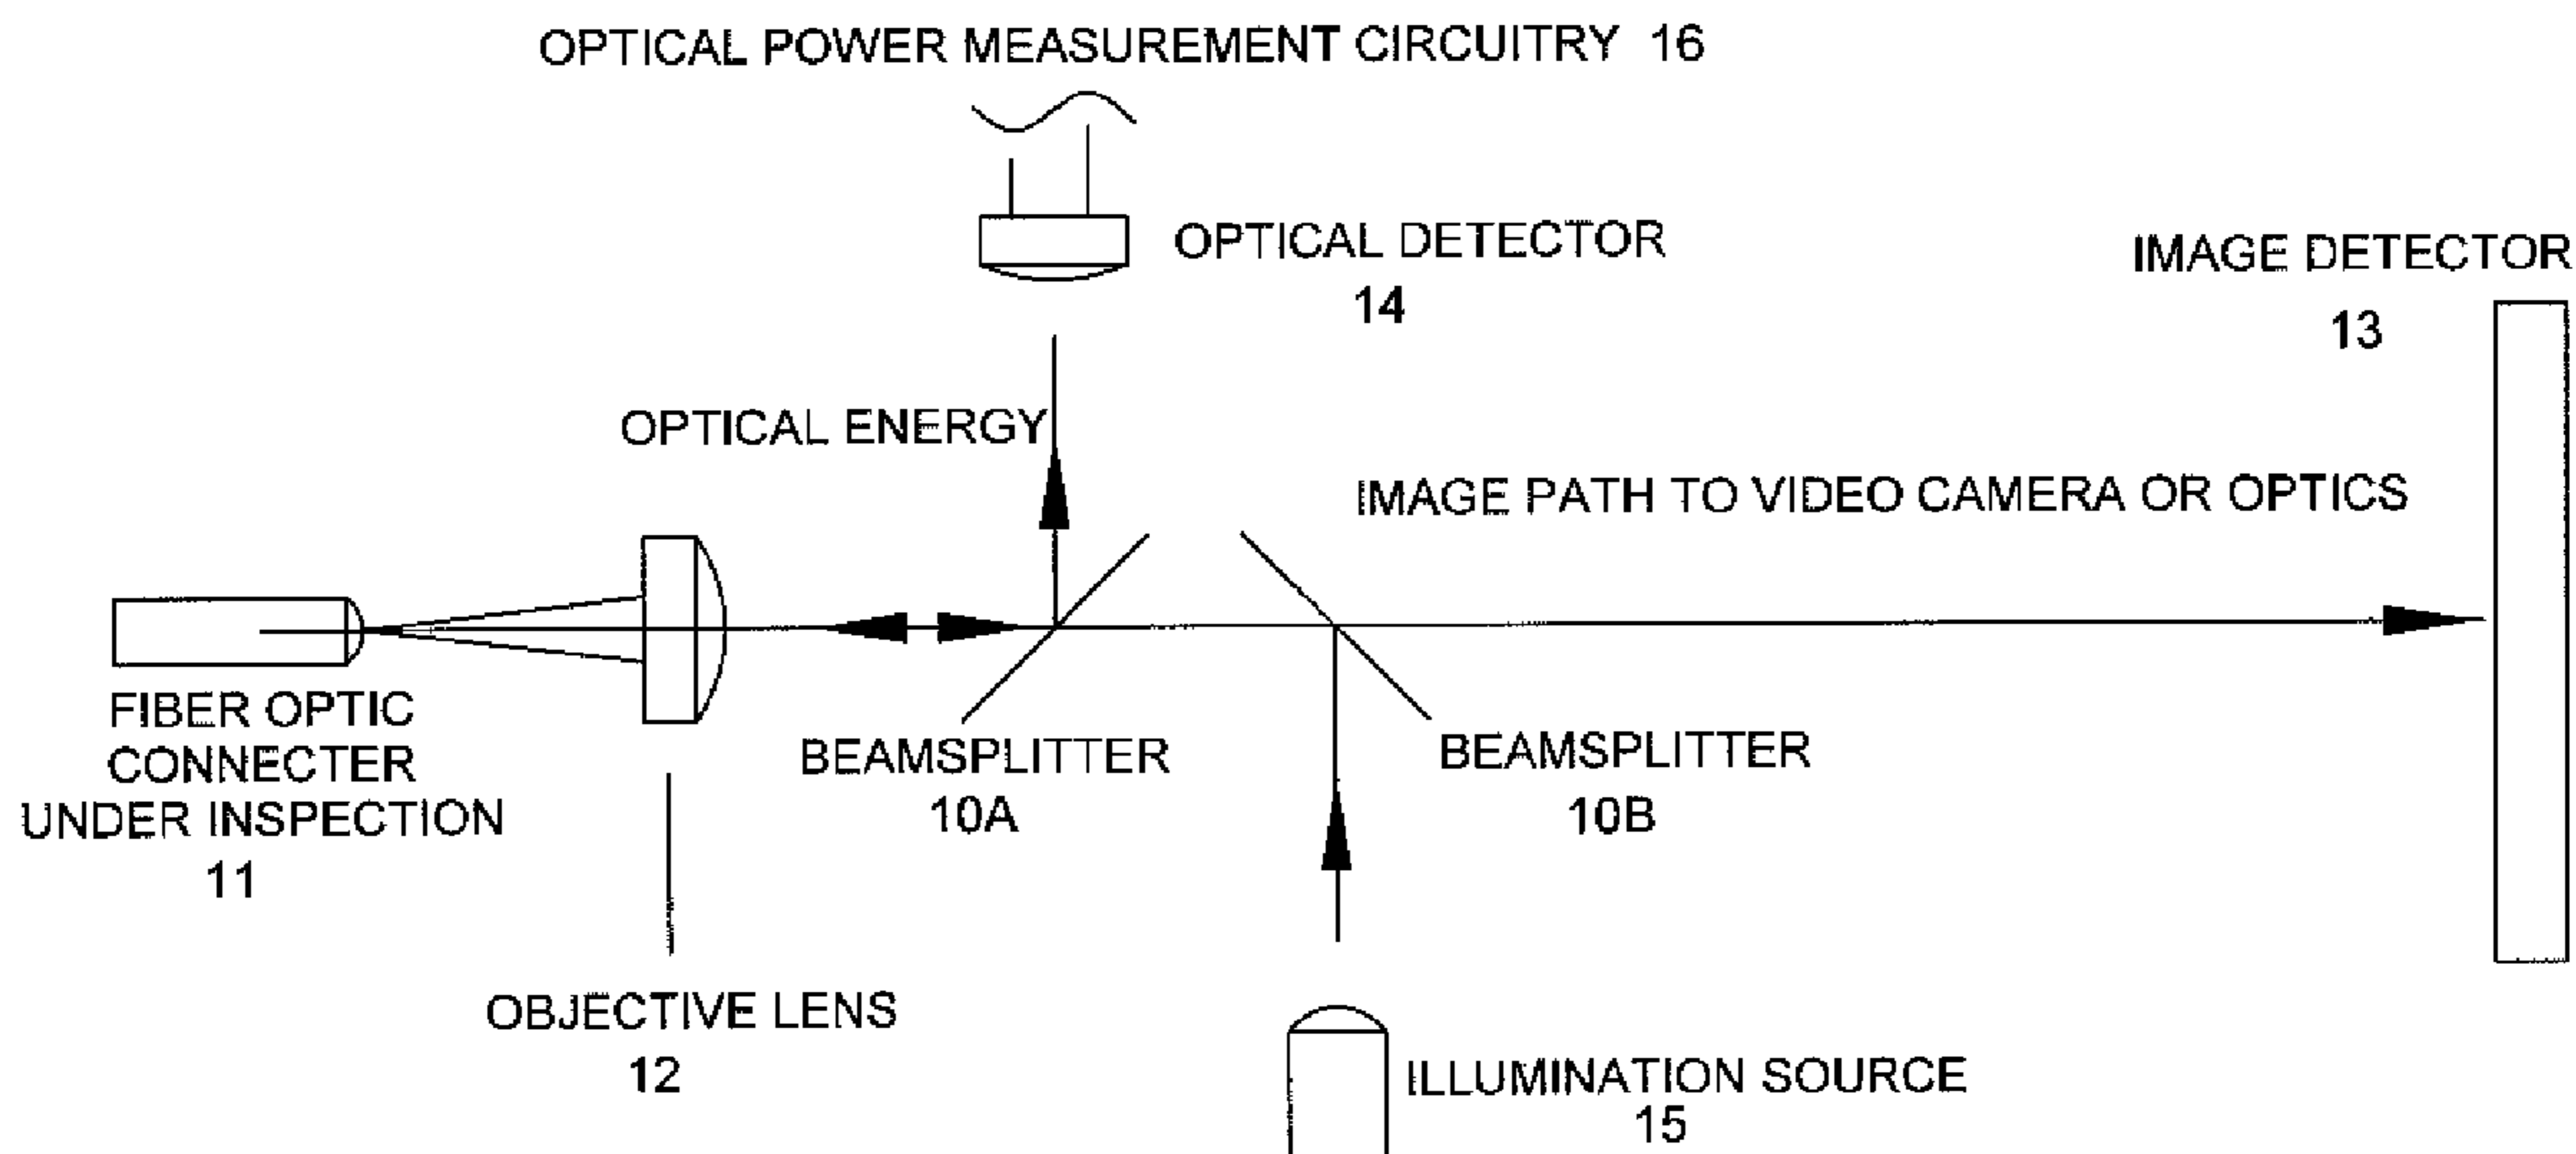 OPTICAL POWER MEASUREMENT CIRCUITRY 16
OPTICAL DETECTOR
14
IMAGE DETECTOR
13
OPTICAL ENERGY
IMAGE PATH TO VIDEO CAMERA OR OPTICS
FIBER OPTIC
CONNECTER
UNDER INSPECTION
11
BEAMSPLITTER
10A
BEAMSPLITTER
10B
OBJECTIVE LENS
12
ILLUMINATION SOURCE
15